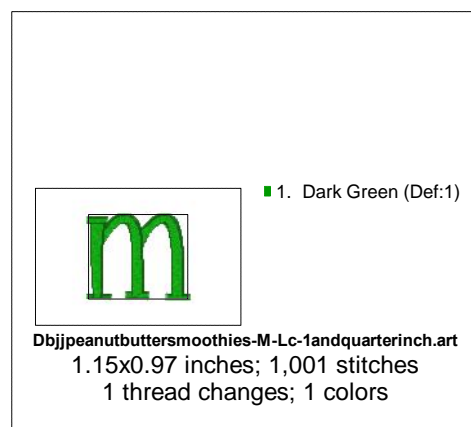 1. Dark Green (Def:1)
m
Dbjjpeanutbuttersmoothies-M-Lc-1andquarterinch.art
1.15x0.97 inches; 1,001 stitches
1 thread changes; 1 colors